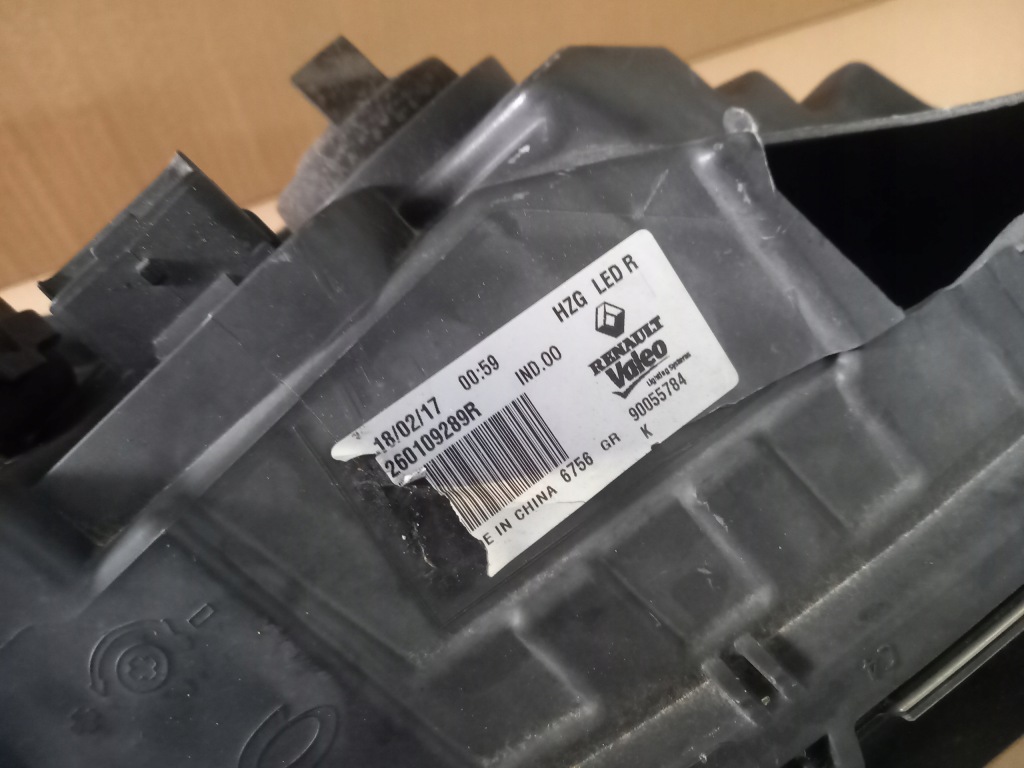 HZG LED R
18/02/17 00:59
260109289R IND.00
RENAULT
Valeo
Lighting Systems
90055784
E IN CHINA 6756 GR K